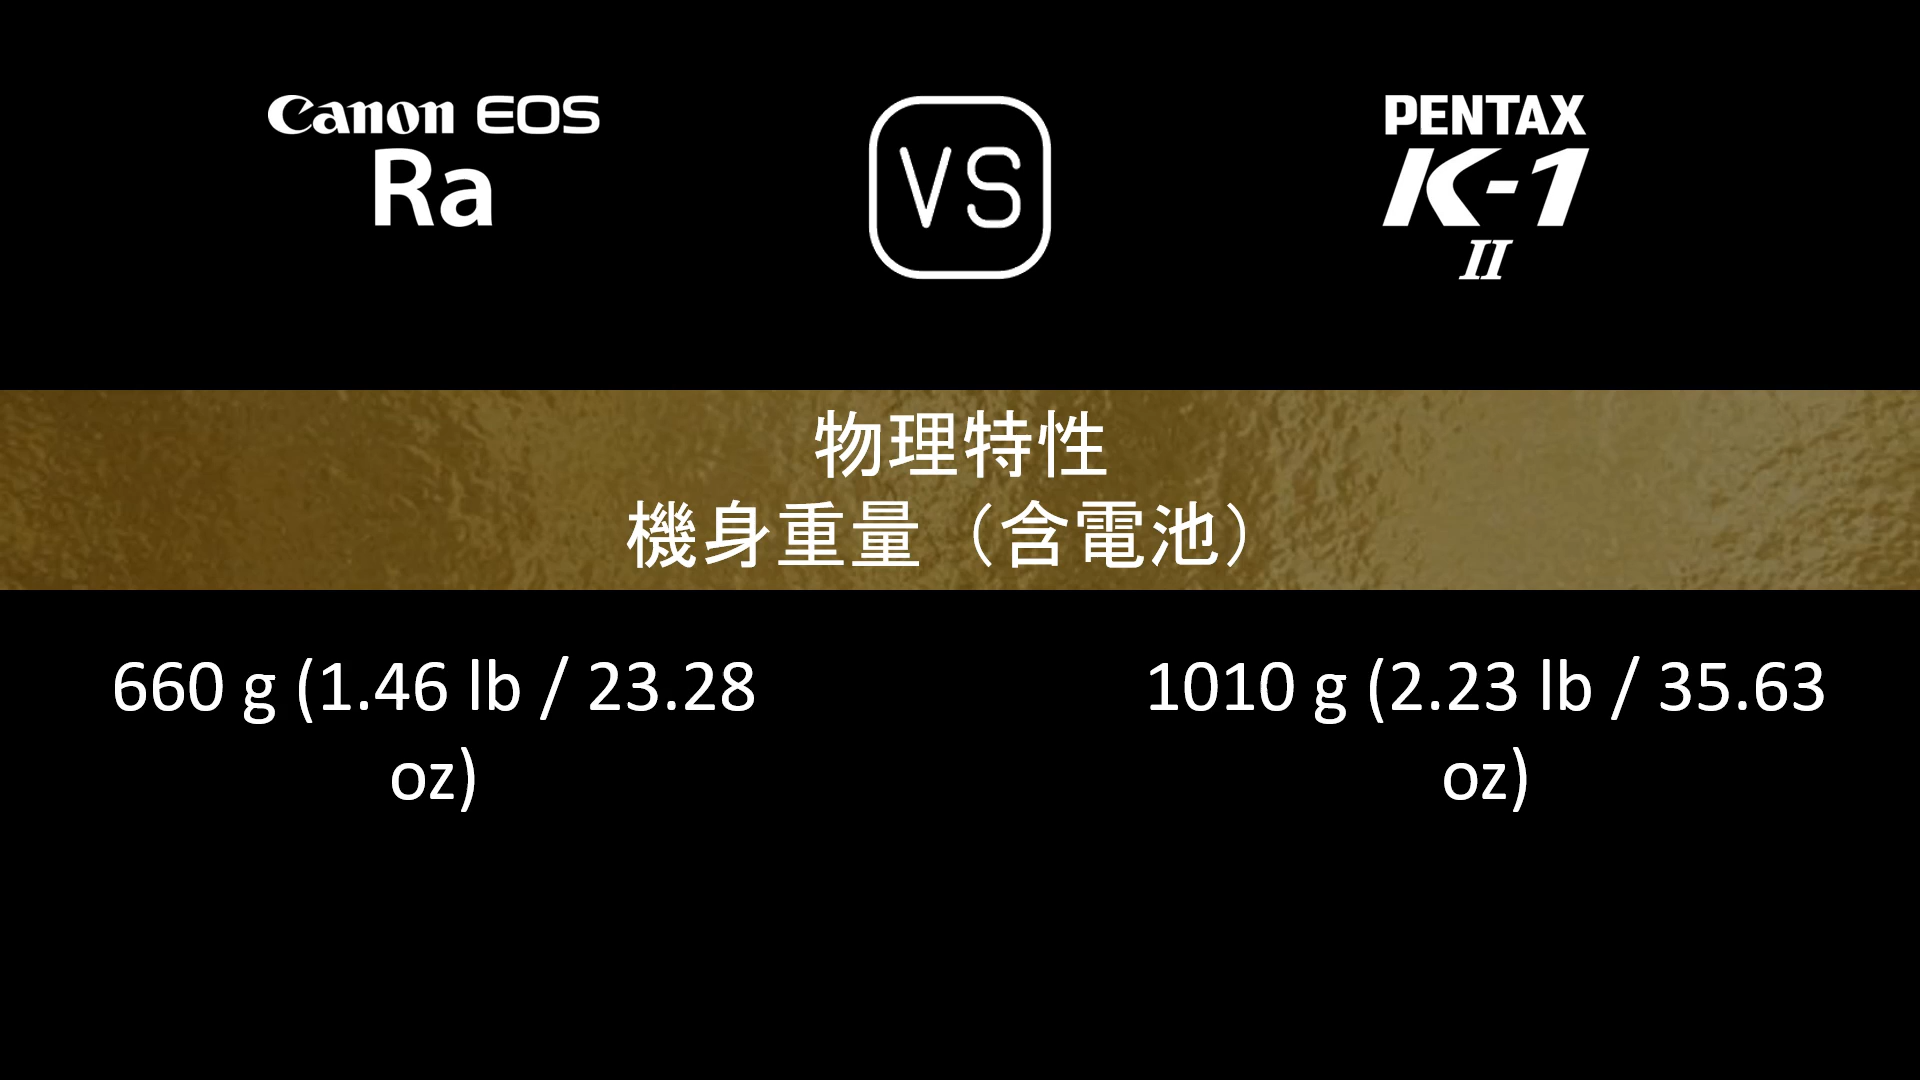 Canon EOS
Ra
VS
PENTAX
K-1
II
物理特性
機身重量（含電池）
660 g (1.46 lb / 23.28
oz)
1010 g (2.23 lb / 35.63
oz)